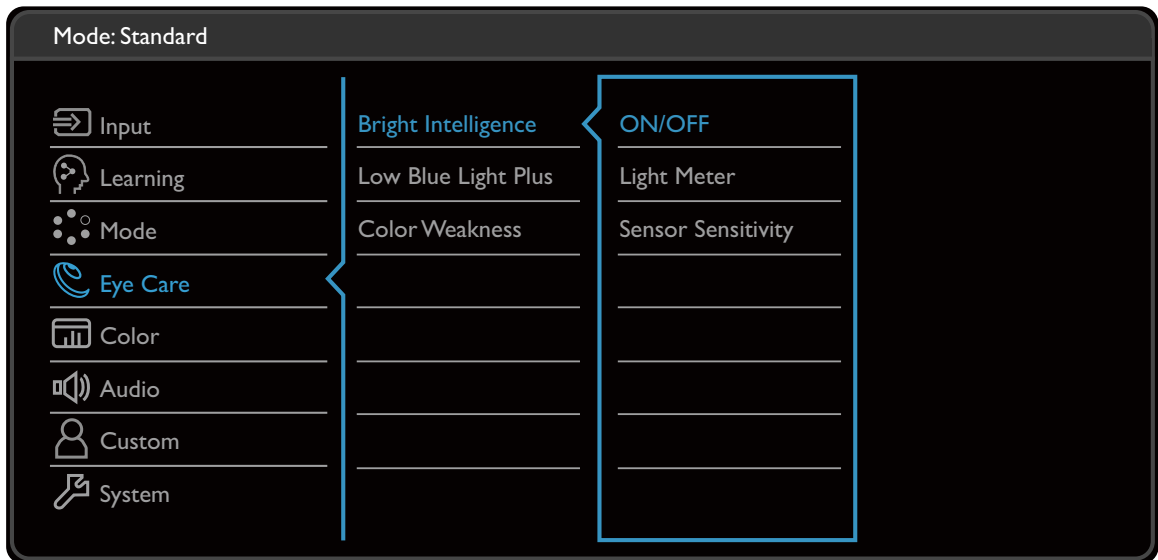 Mode: Standard
Input
Learning
Mode
Eye Care
Color
Audio
Custom
System
Bright Intelligence
Low Blue Light Plus
Color Weakness
ON/OFF
Light Meter
Sensor Sensitivity